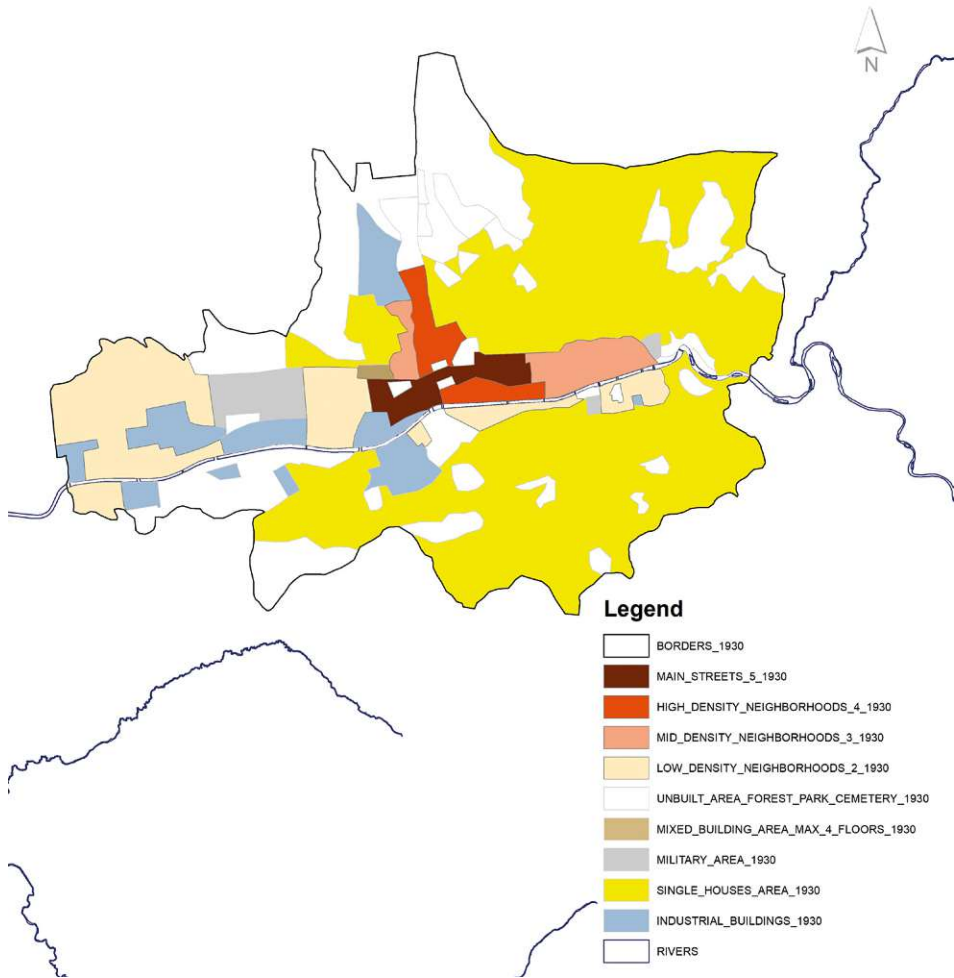 N
Legend
BORDERS_1930
MAIN_STREETS_5_1930
HIGH_DENSITY_NEIGHBORHOODS_4_1930
MID_DENSITY_NEIGHBORHOODS_3_1930
LOW_DENSITY_NEIGHBORHOODS_2_1930
UNBUILT_AREA_FOREST_PARK_CEMETERY_1930
MIXED_BUILDING_AREA_MAX_4_FLOORS_1930
MILITARY_AREA_1930
SINGLE_HOUSES_AREA_1930
INDUSTRIAL_BUILDINGS_1930
RIVERS